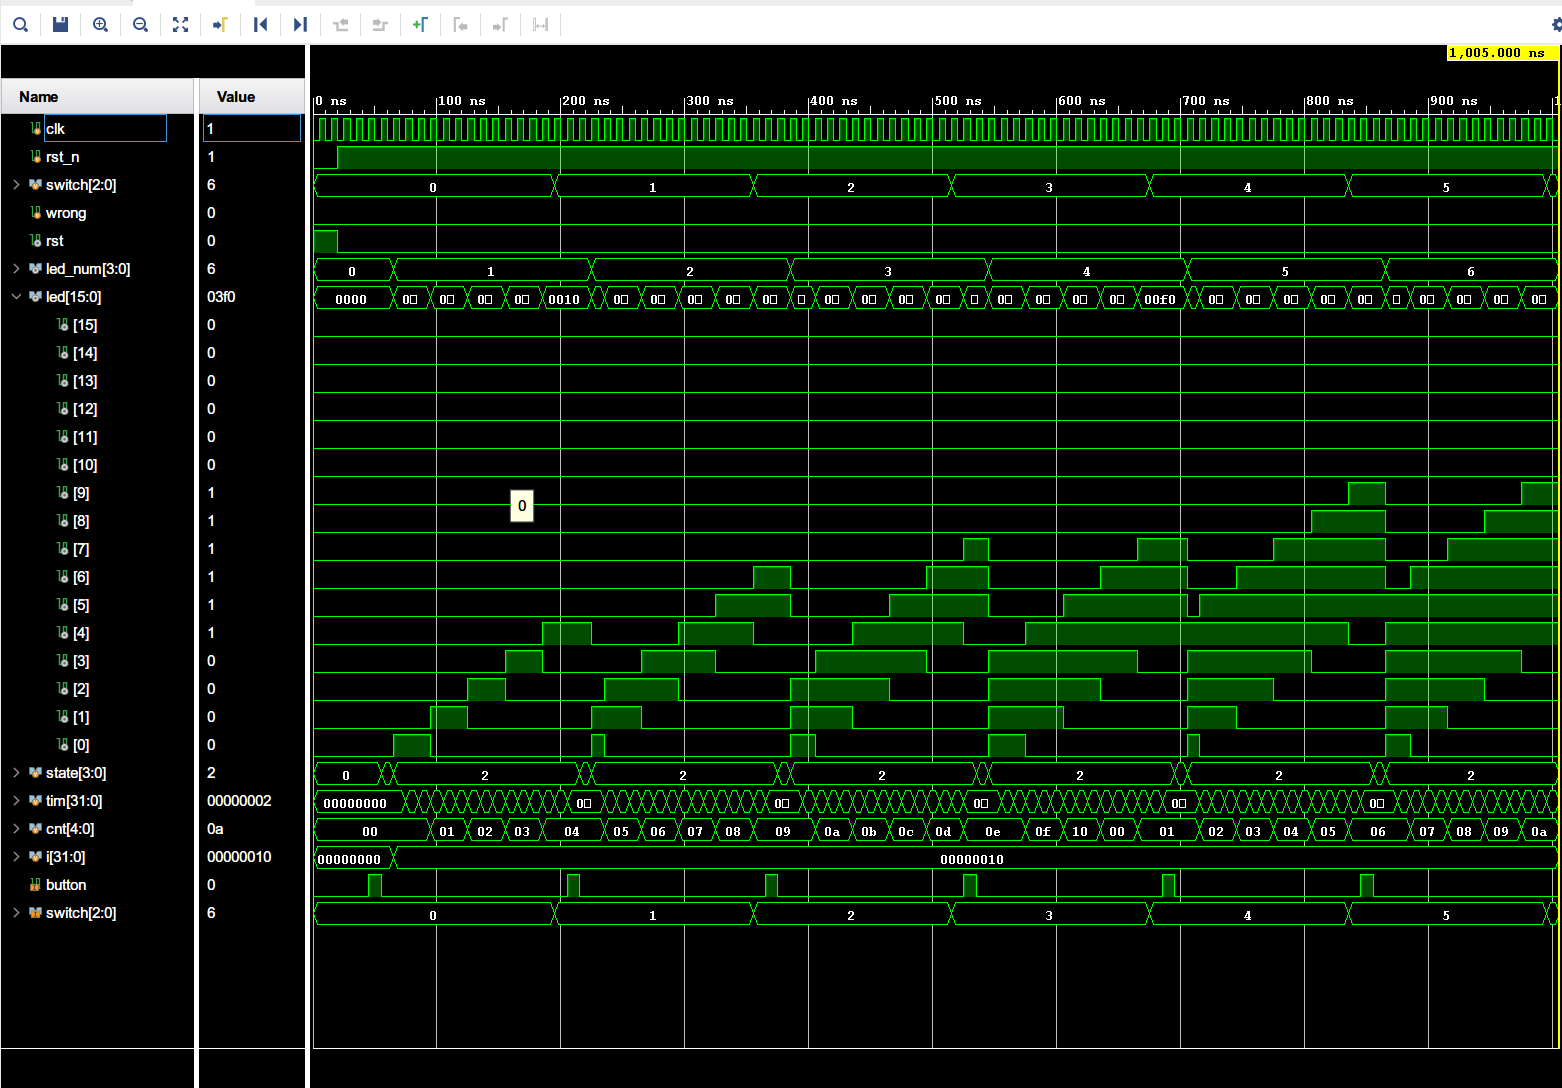 1,005.000 ns
Name Value 0 ns 100 ns 200 ns 300 ns 400 ns 500 ns 600 ns 700 ns 800 ns 900 ns 1
clk 1
rst_n 1
switch[2:0] 6 0 1 2 3 4 5
wrong 0
rst 0
led_num[3:0] 6 0 1 2 3 4 5 6
led[15:0] 03f0 0000 0□ 0□ 0□ 0□ 0010 0□ 0□ 0□ 0□ 0□ □ 0□ 0□ 0□ 0□ □ 0□ 0□ 0□ 0□ 00f0 0□ 0□ 0□ 0□ 0□ □ 0□ 0□ 0□ 0□
[15] 0
[14] 0
[13] 0
[12] 0
[11] 0
[10] 0
[9] 1
0
[8] 1
[7] 1
[6] 1
[5] 1
[4] 1
[3] 0
[2] 0
[1] 0
[0] 0
state[3:0] 2 0 2 2 2 2 2 2
tim[31:0] 00000002 00000000 0□ 0□ 0□ 0□ 0□
cnt[4:0] 0a 00 01 02 03 04 05 06 07 08 09 0a 0b 0c 0d 0e 0f 10 00 01 02 03 04 05 06 07 08 09 0a
i[31:0] 00000010 00000000 00000010
button 0
switch[2:0] 6 0 1 2 3 4 5